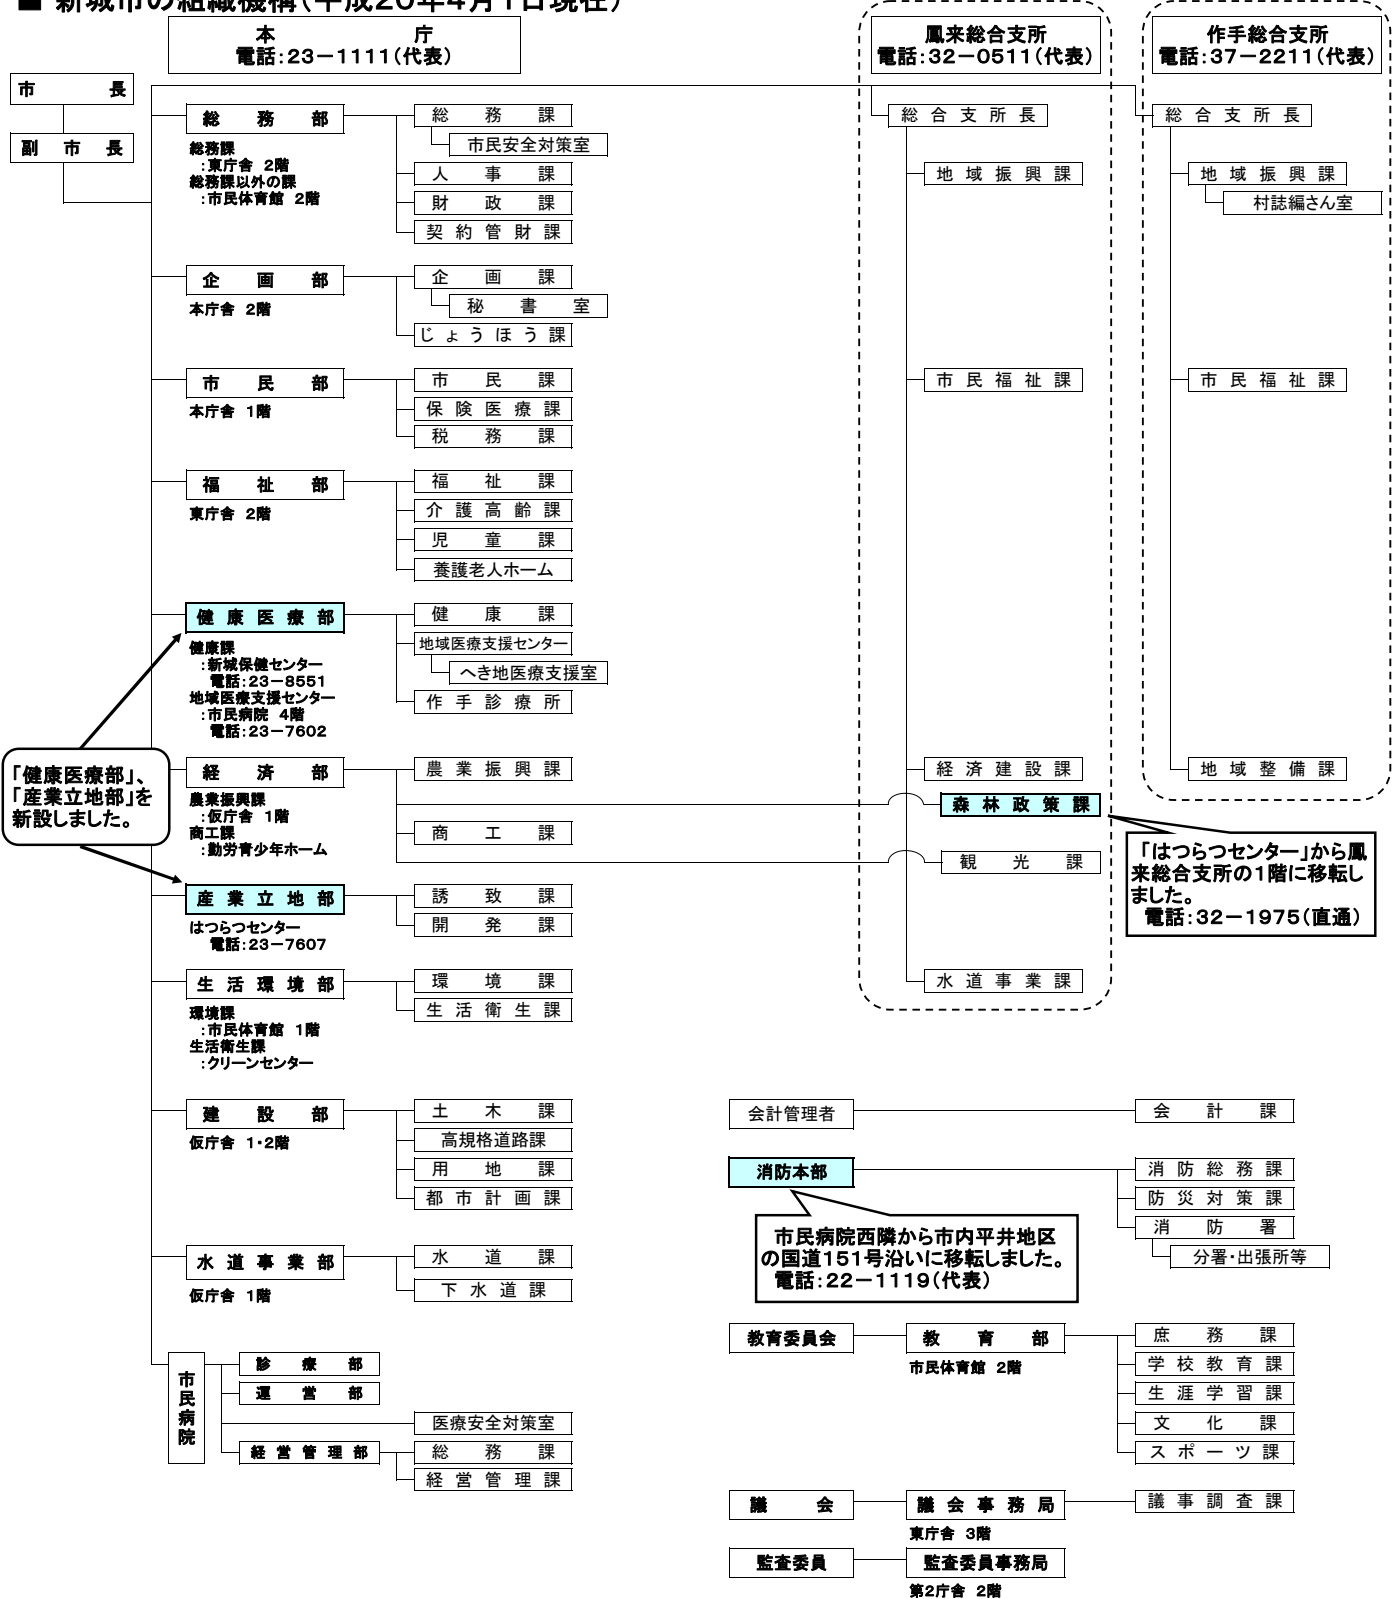 ■ 新城市の組織機構（平成２０年４月１日現在）
本　庁
電話：２３－１１１１（代表）
鳳来総合支所
電話：３２－０５１１（代表）
作手総合支所
電話：３７－２２１１（代表）
市長
副市長
総務部
総務課
：東庁舎　２階
総務課以外の課
：市民体育館　２階
総務課
市民安全対策室
人事課
財政課
契約管財課
企画部
本庁舎　２階
企画課
秘書室
じょうほう課
市民部
本庁舎　１階
市民課
保険医療課
税務課
福祉部
東庁舎　２階
福祉課
介護高齢課
児童課
養護老人ホーム
健康医療部
健康課
：新城保健センター
電話：２３－８５５１
地域医療支援センター
：市民病院　４階
電話：２３－７６０２
健康課
地域医療支援センター
へき地医療支援室
作手診療所
「健康医療部」、
「産業立地部」を
新設しました。
経済部
農業振興課
：仮庁舎　１階
商工課
：勤労青少年ホーム
農業振興課
商工課
産業立地部
はつらつセンター
電話：２３－７６０７
誘致課
開発課
生活環境部
環境課
：市民体育館　１階
生活衛生課
：クリーンセンター
環境課
生活衛生課
建設部
仮庁舎　１・２階
土木課
高規格道路課
用地課
都市計画課
水道事業部
仮庁舎　１階
水道課
下水道課
市民病院
診療部
運営部
医療安全対策室
経営管理部
総務課
経営管理課
総合支所長
地域振興課
市民福祉課
経済建設課
森林政策課
観光課
水道事業課
総合支所長
地域振興課
村誌編さん室
市民福祉課
地域整備課
「はつらつセンター」から鳳
来総合支所の１階に移転し
ました。
電話：３２－１９７５（直通）
会計管理者
会計課
消防本部
消防総務課
防災対策課
消防署
分署・出張所等
市民病院西隣から市内平井地区
の国道１５１号沿いに移転しました。
電話：２２－１１１９（代表）
教育委員会
教育部
市民体育館　２階
庶務課
学校教育課
生涯学習課
文化課
スポーツ課
議会
議会事務局
東庁舎　３階
議事調査課
監査委員
監査委員事務局
第２庁舎　２階